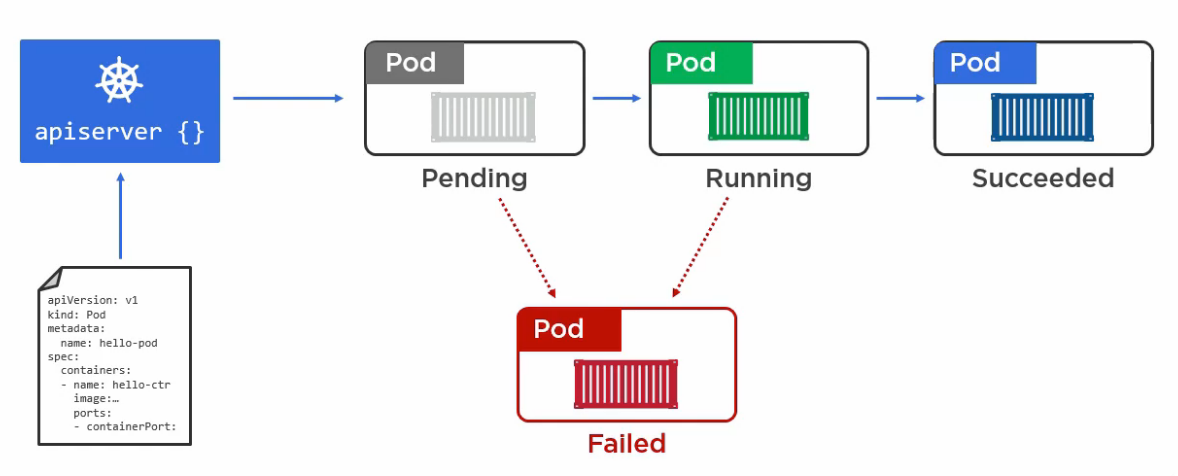 apiserver {}
Pod
Pending
Pod
Running
Pod
Succeeded
apiVersion: v1
kind: Pod
metadata:
  name: hello-pod
spec:
  containers:
  - name: hello-ctr
    image:…
    ports:
    - containerPort:
Pod
Failed